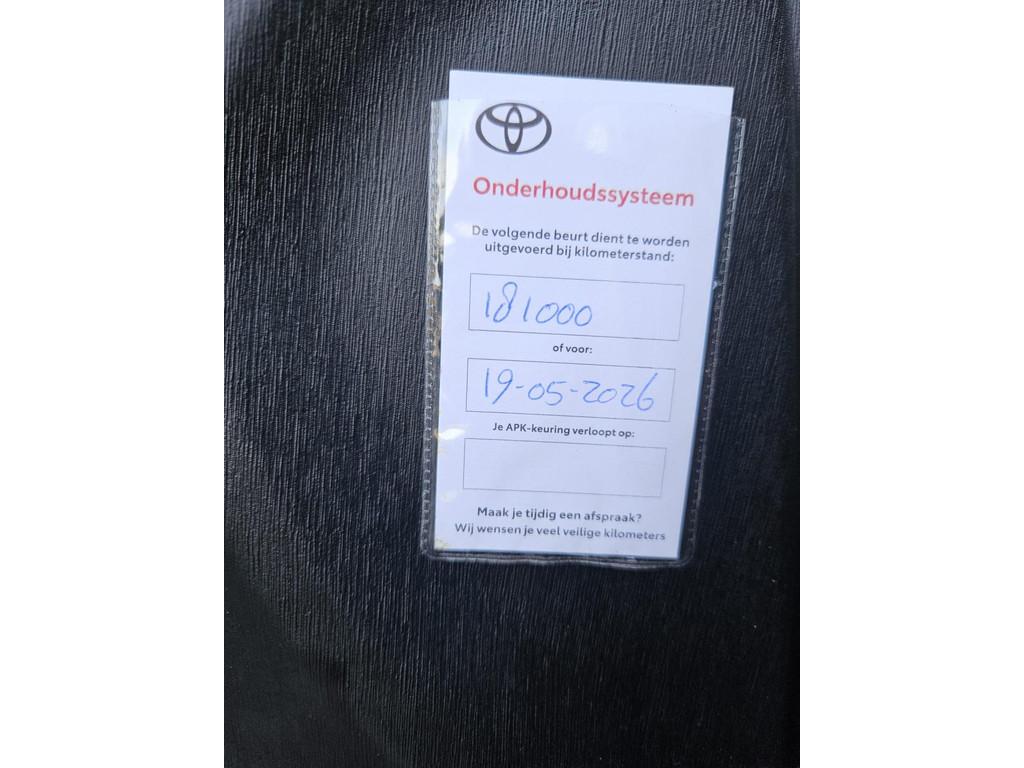 Onderhoudssysteem
De volgende beurt dient te worden
uitgevoerd bij kilometerstand:
181000
of voor:
19-05-2026
Je APK-keuring verloopt op:
Maak je tijdig een afspraak?
Wij wensen je veel veilige kilometers